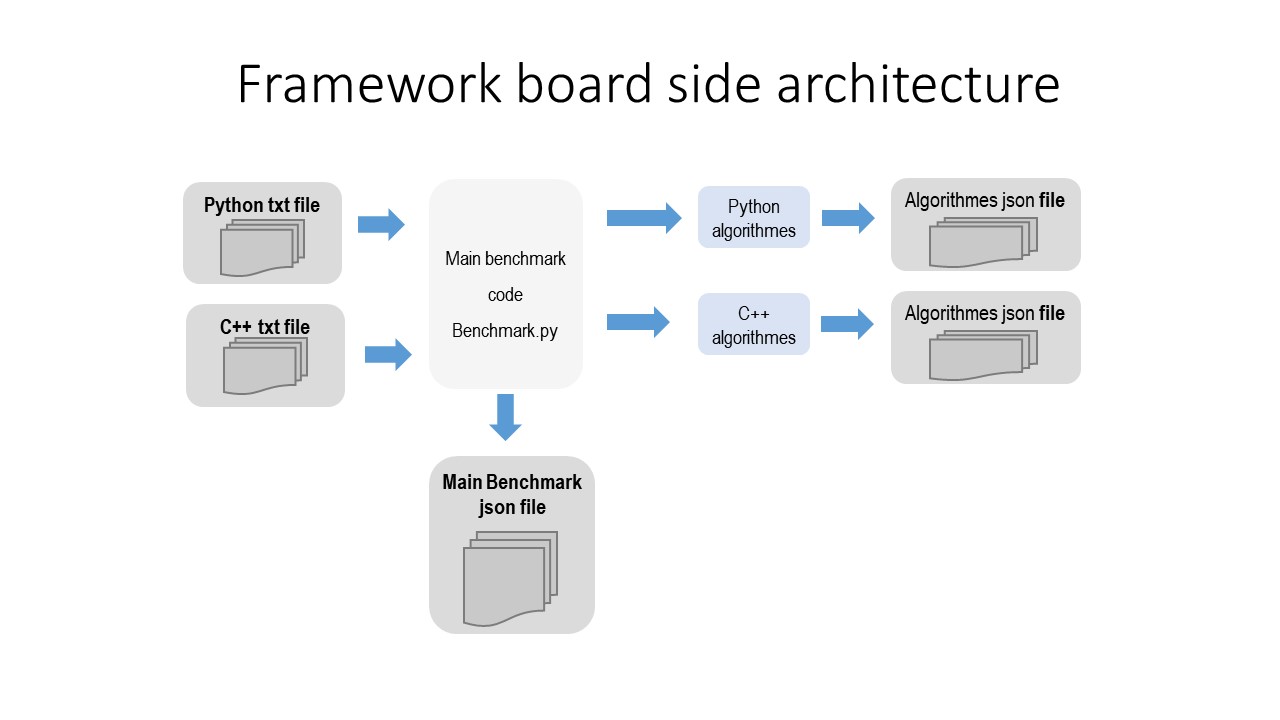 Framework board side architecture
Python txt file
C++ txt file
Main benchmark
code
Benchmark.py
Python
algorithmes
C++
algorithmes
Algorithmes json file
Algorithmes json file
Main Benchmark
json file